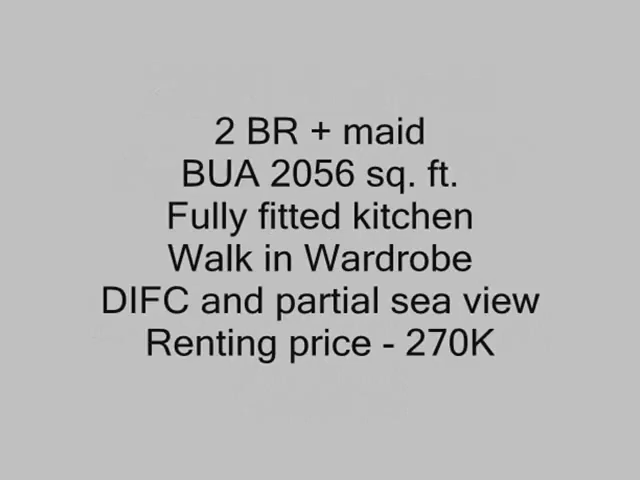 2 BR + maid
BUA 2056 sq. ft.
Fully fitted kitchen
Walk in Wardrobe
DIFC and partial sea view
Renting price - 270K